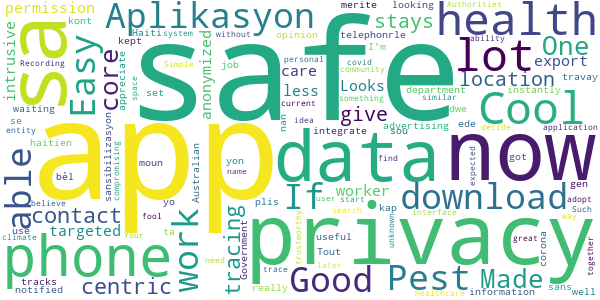 permission
kont
sa
intrusive
Easy
Aplikasyon
Haitisystem
kept
without
opinion
Recording
core
job
anonymized
appreciate
space
set
waiting
se
entity
able
haitien
sensibilizasyon
compromising
safe
app
merite
looking
Authorities
telephonrle
I'm
stays
personal
covid
community
care
Looks
less
something
current
idea
give
integrate
sou
nan
advertising
health
ability
lot
One
location
export
travay
department
instantly
similar
dwe
Cool
ede
decide
application
now
data
find
expected
got
gen
bèl
moun
yon
name
believe
contact
use
targeted
yo
fool
ta
work
Australian
tracing
Government
If
plis
worker
user
start
search
kap
download
adopt
Such
way
phone
climate
tracks
notified
centric
Your
need
really
trace
trustworthy
later
useful
Tout
Good
privacy
unknown
interface
Pest
healthcare
great
corona
Made
information
sans
together
well